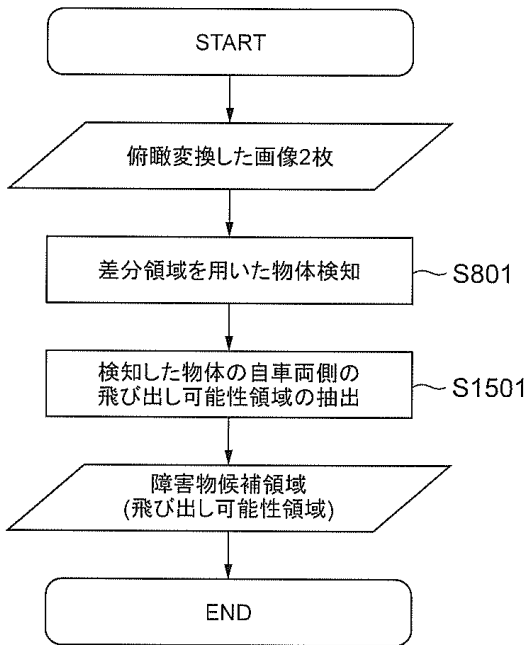 START
俯瞰変換した画像2枚
差分領域を用いた物体検知
S801
検知した物体の自車両側の
飛び出し可能性領域の抽出
S1501
障害物候補領域
(飛び出し可能性領域)
END